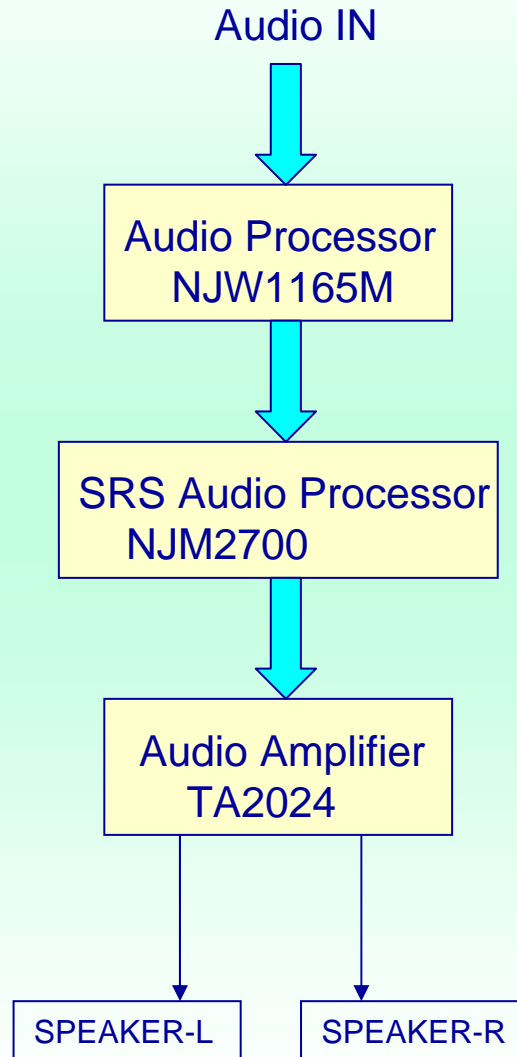 Audio IN
Audio Processor
NJW1165M
SRS Audio Processor
NJM2700
Audio Amplifier
TA2024
SPEAKER-L
SPEAKER-R